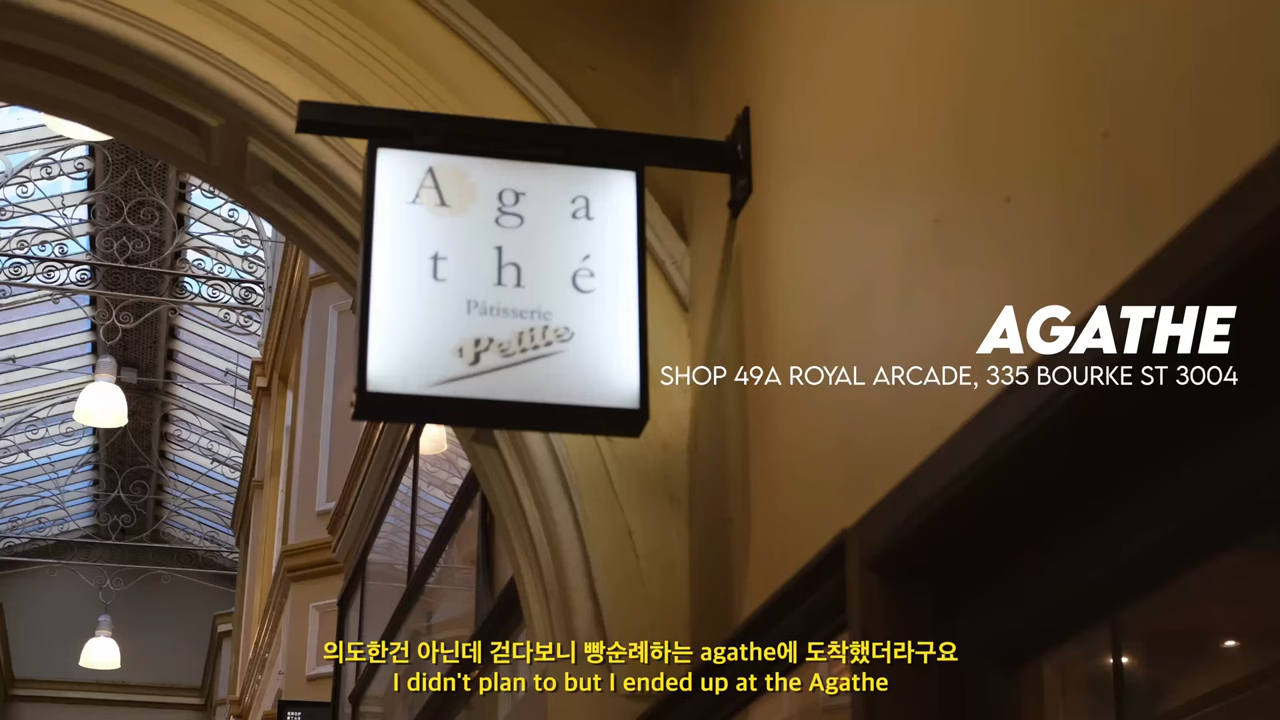 A g a
t h é
Pâtisserie
Petite
AGATHE
SHOP 49A ROYAL ARCADE, 335 BOURKE ST 3004
의도한건 아닌데 걷다보니 빵순례하는 agathe에 도착했더라구요
I didn't plan to but I ended up at the Agathe